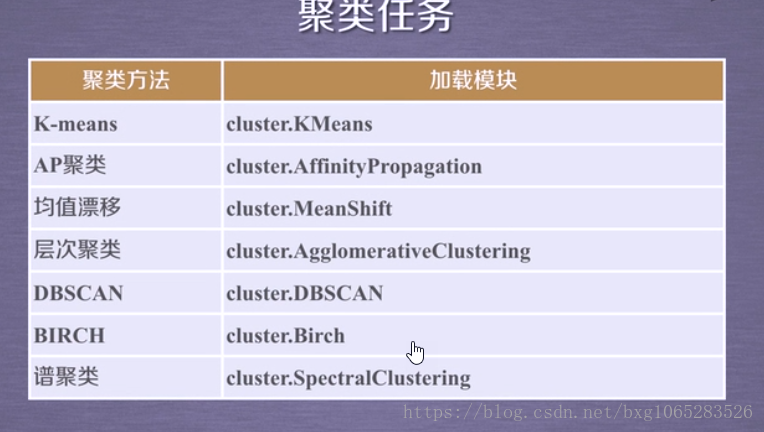 聚类任务
聚类方法 加载模块
K-means cluster.KMeans
AP聚类 cluster.AffinityPropagation
均值漂移 cluster.MeanShift
层次聚类 cluster.AgglomerativeClustering
DBSCAN cluster.DBSCAN
BIRCH cluster.Birch
谱聚类 cluster.SpectralClustering
https://blog.csdn.net/bxg1065283526